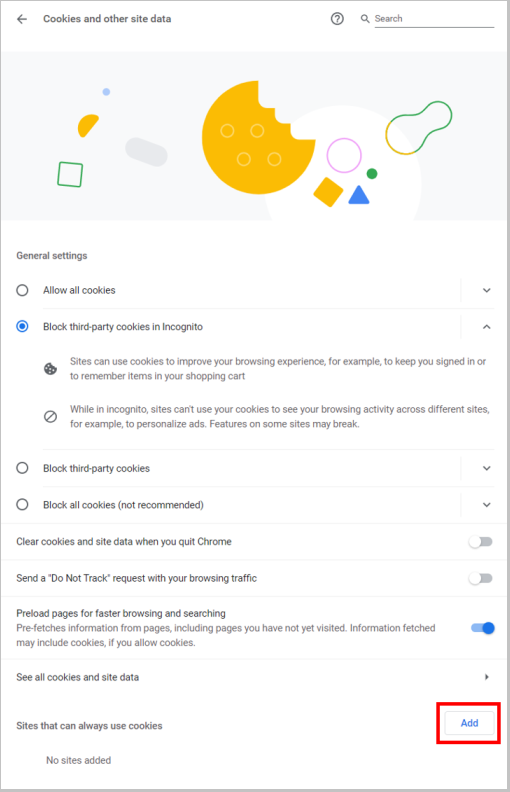 Cookies and other site data
Search
General settings
Allow all cookies
Block third-party cookies in Incognito
Sites can use cookies to improve your browsing experience, for example, to keep you signed in or
to remember items in your shopping cart
While in incognito, sites can't use your cookies to see your browsing activity across different sites,
for example, to personalize ads. Features on some sites may break.
Block third-party cookies
Block all cookies (not recommended)
Clear cookies and site data when you quit Chrome
Send a "Do Not Track" request with your browsing traffic
Preload pages for faster browsing and searching
Pre-fetches information from pages, including pages you have not yet visited. Information fetched
may include cookies, if you allow cookies.
See all cookies and site data
Sites that can always use cookies
Add
No sites added